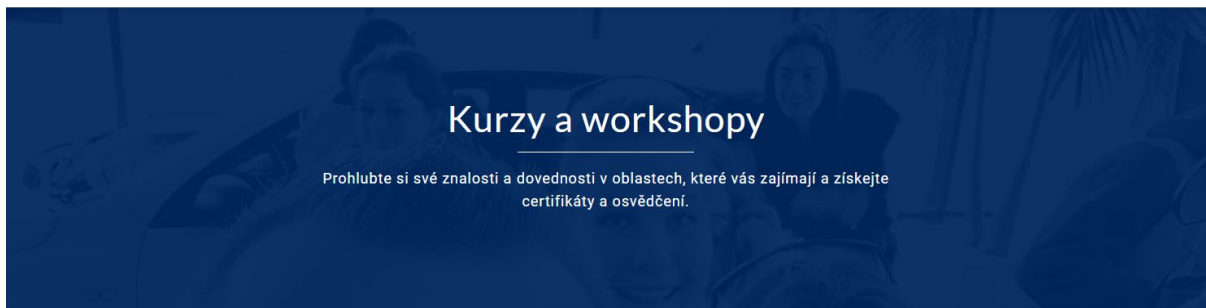 Kurzy a workshopy
Prohlubte si své znalosti a dovednosti v oblastech, které vás zajímají a získejte
certifikáty a osvědčení.